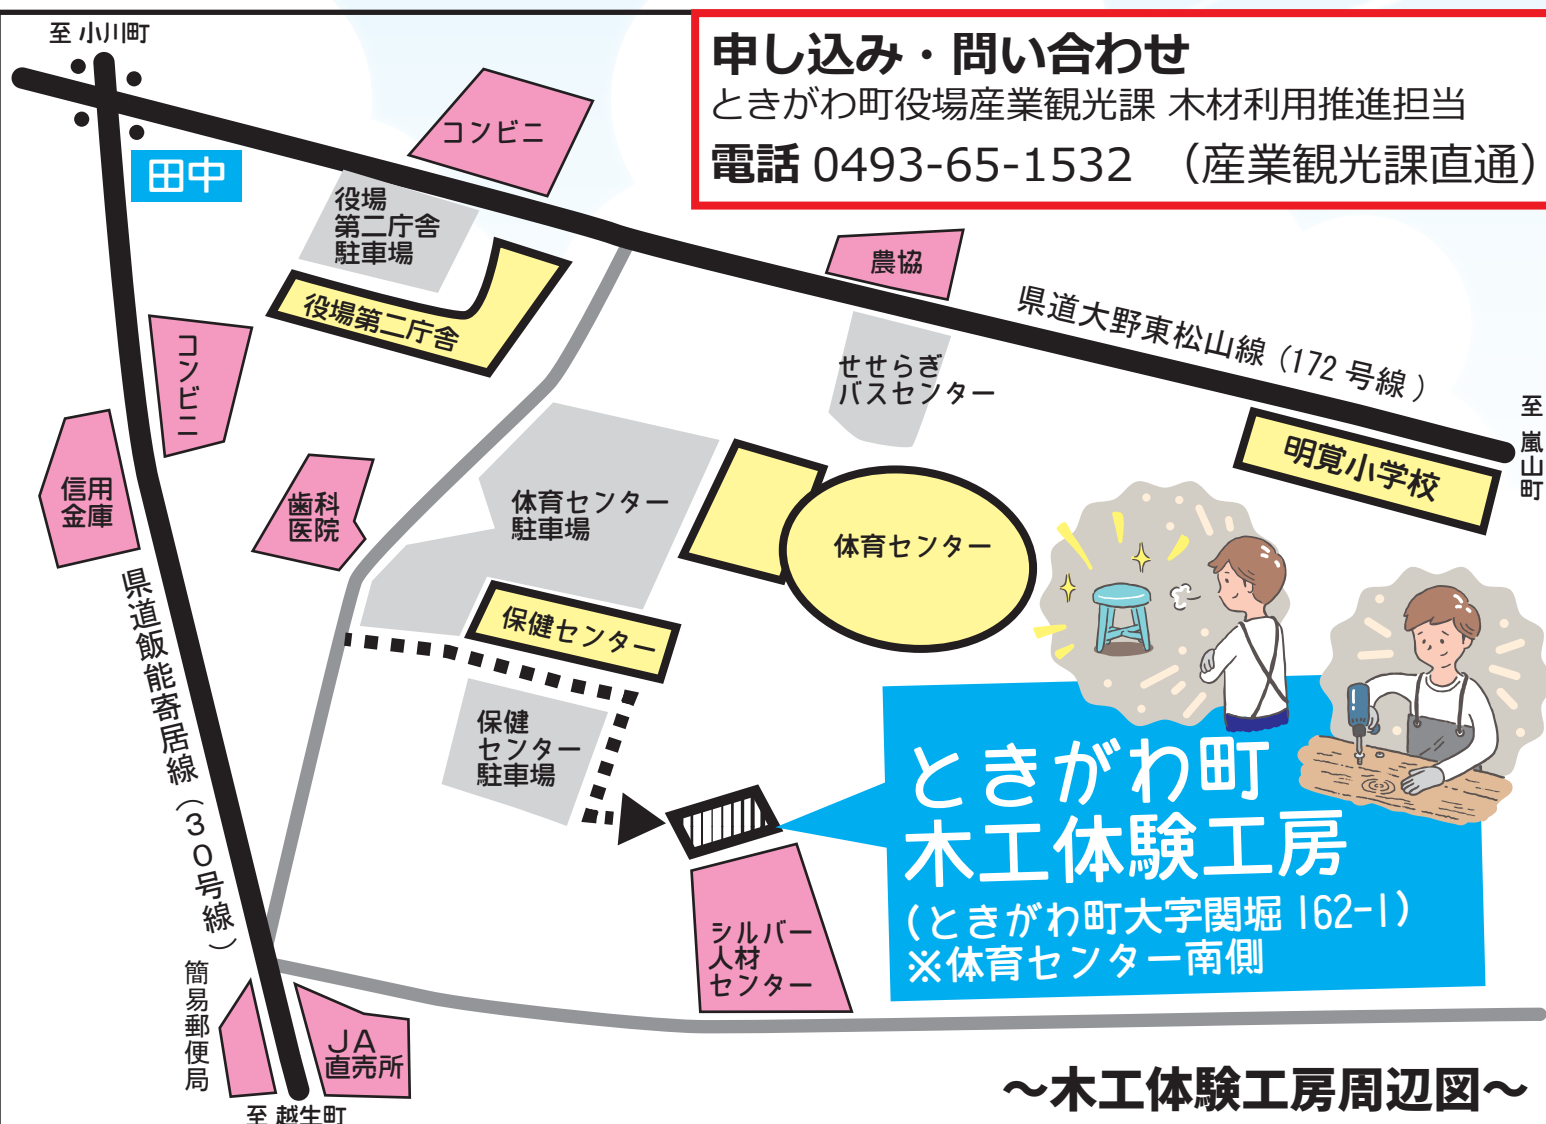 至 小川町
申し込み・問い合わせ
ときがわ町役場産業観光課 木材利用推進担当
電話 0493-65-1532 （産業観光課直通）
コンビニ
田中
役場
第二庁舎
駐車場
役場第二庁舎
農協
県道大野東松山線（172号線）
せせらぎ
バスセンター
至 嵐山町
明覚小学校
コンビニ
信用
金庫
歯科
医院
体育センター
駐車場
体育センター
保健センター
県道飯能寄居線（30号線）
保健
センター
駐車場
ときがわ町
木工体験工房
（ときがわ町大字関堀 162-1）
※体育センター南側
シルバー
人材
センター
簡易郵便局
JA
直売所
至 越生町
～木工体験工房周辺図～